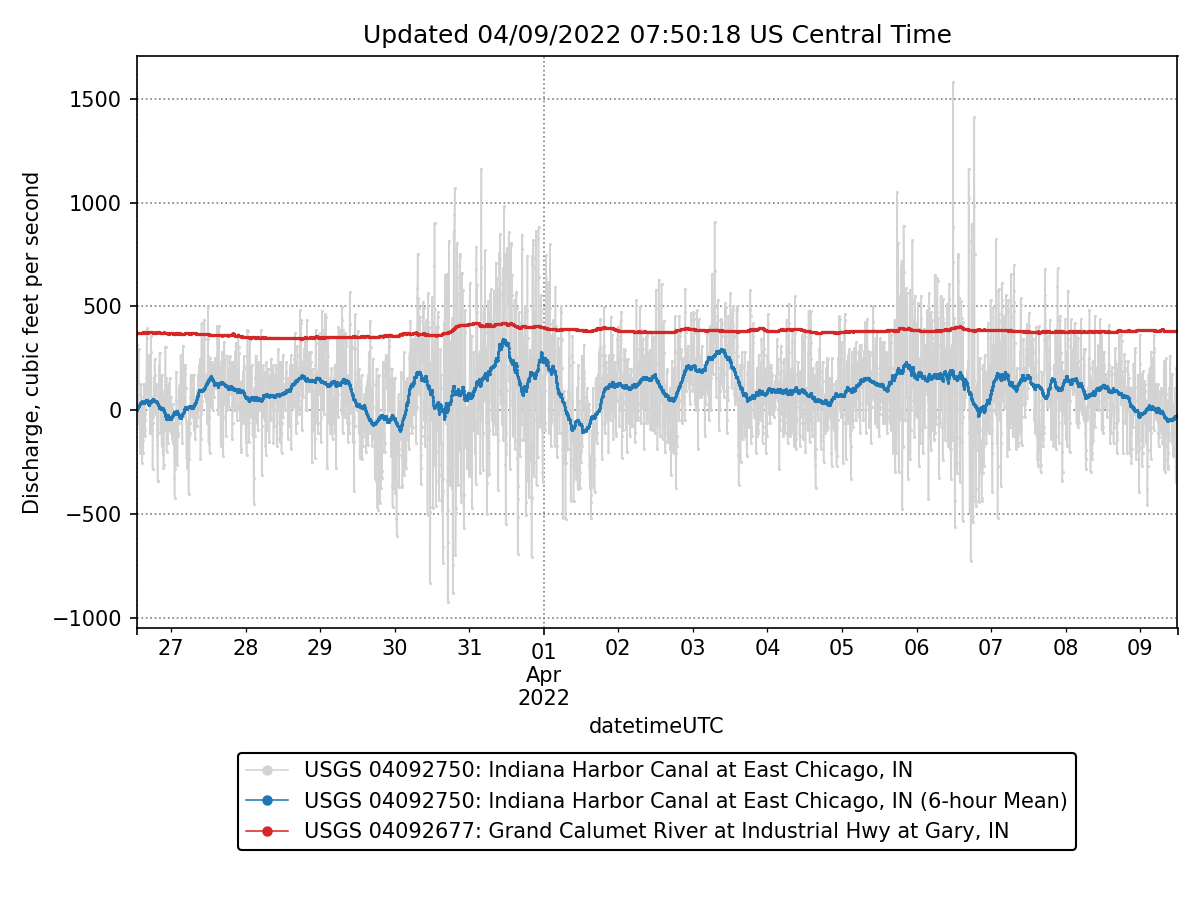 Updated 04/09/2022 07:50:18 US Central Time
Discharge, cubic feet per second
1500
1000
500
0
−500
−1000
27 28 29 30 31 01 02 03 04 05 06 07 08 09
Apr
2022
datetimeUTC
USGS 04092750: Indiana Harbor Canal at East Chicago, IN
USGS 04092750: Indiana Harbor Canal at East Chicago, IN (6-hour Mean)
USGS 04092677: Grand Calumet River at Industrial Hwy at Gary, IN